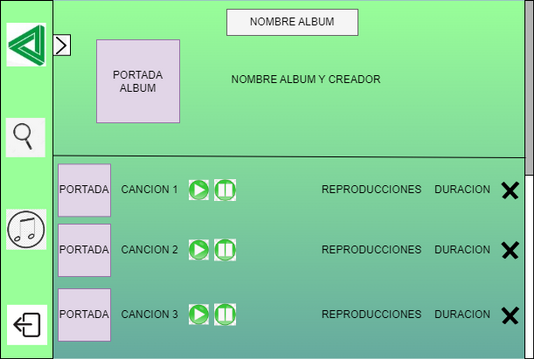 NOMBRE ALBUM
PORTADA
ALBUM
NOMBRE ALBUM Y CREADOR
PORTADA CANCION 1 REPRODUCCIONES DURACION
PORTADA CANCION 2 REPRODUCCIONES DURACION
PORTADA CANCION 3 REPRODUCCIONES DURACION